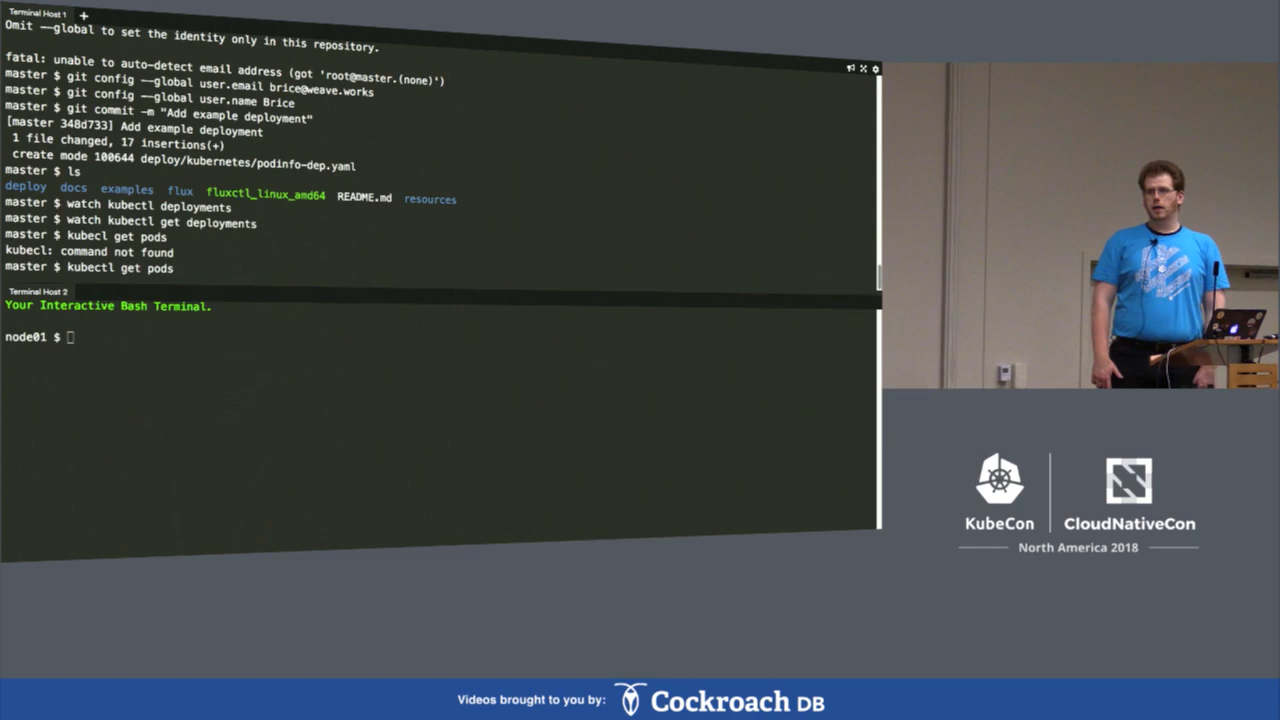 Terminal Host 1 +
Omit --global to set the identity only in this repository.
fatal: unable to auto-detect email address (got 'root@master.(none)')
master $ git config --global user.email brice@weave.works
master $ git config --global user.name Brice
master $ git commit -m "Add example deployment"
[master 348d733] Add example deployment
1 file changed, 17 insertions(+)
create mode 100644 deploy/kubernetes/podinfo-dep.yaml
master $ ls
deploy docs examples flux fluxctl_linux_amd64 README.md resources
master $ watch kubectl deployments
master $ watch kubectl get deployments
master $ kubecl get pods
kubecl: command not found
master $ kubectl get pods
Terminal Host 2
Your Interactive Bash Terminal.
node01 $
KubeCon
CloudNativeCon
North America 2018
Videos brought to you by: Cockroach DB